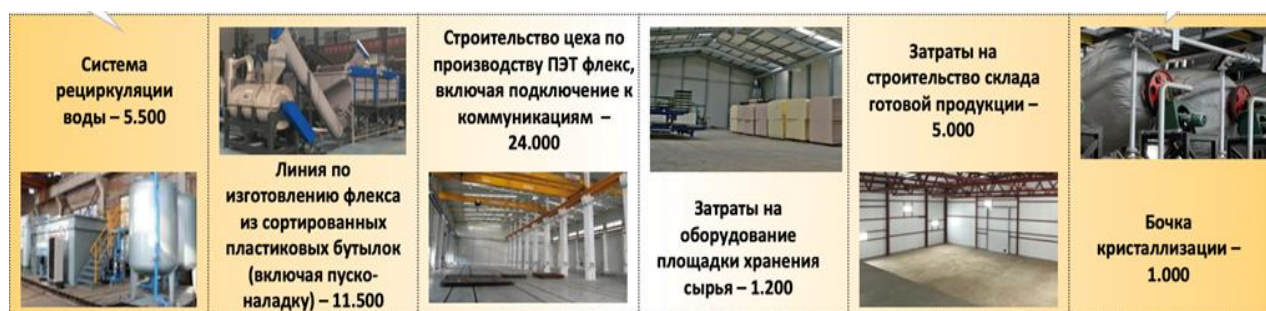 Система
рециркуляции
воды – 5.500
Линия по
изготовлению флекса
из сортированных
пластиковых бутылок
(включая пуско-
наладку) – 11.500
Строительство цеха по
производству ПЭТ флекс,
включая подключение к
коммуникациям –
24.000
Затраты на
оборудование
площадки хранения
сырья – 1.200
Затраты на
строительство склада
готовой продукции –
5.000
Бочка
кристаллизации –
1.000